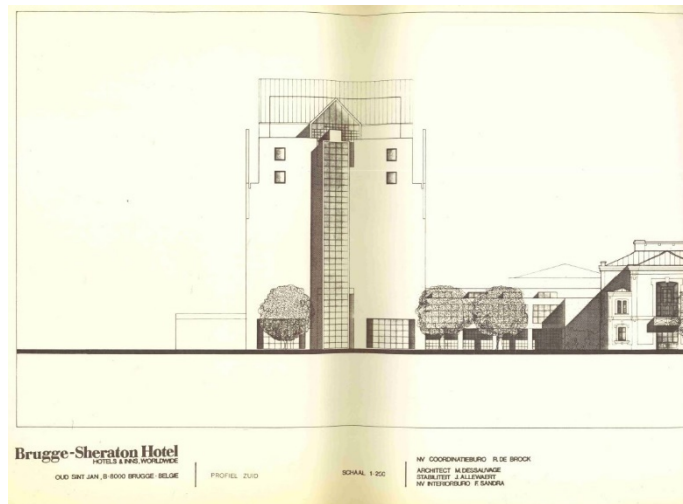 Brugge-Sheraton Hotel
HOTELS & INNS, WORLDWIDE
OUD SINT JAN, B-8000 BRUGGE-BELGIE
PROFIEL ZUID
SCHAAL 1-250
NV COORDINATIEBURO R.DE BROCK
ARCHITECT M.DESSAUVAGE
STABILITEIT J.ALLEWAERT
NV INTERIORBURO F.SANDRA